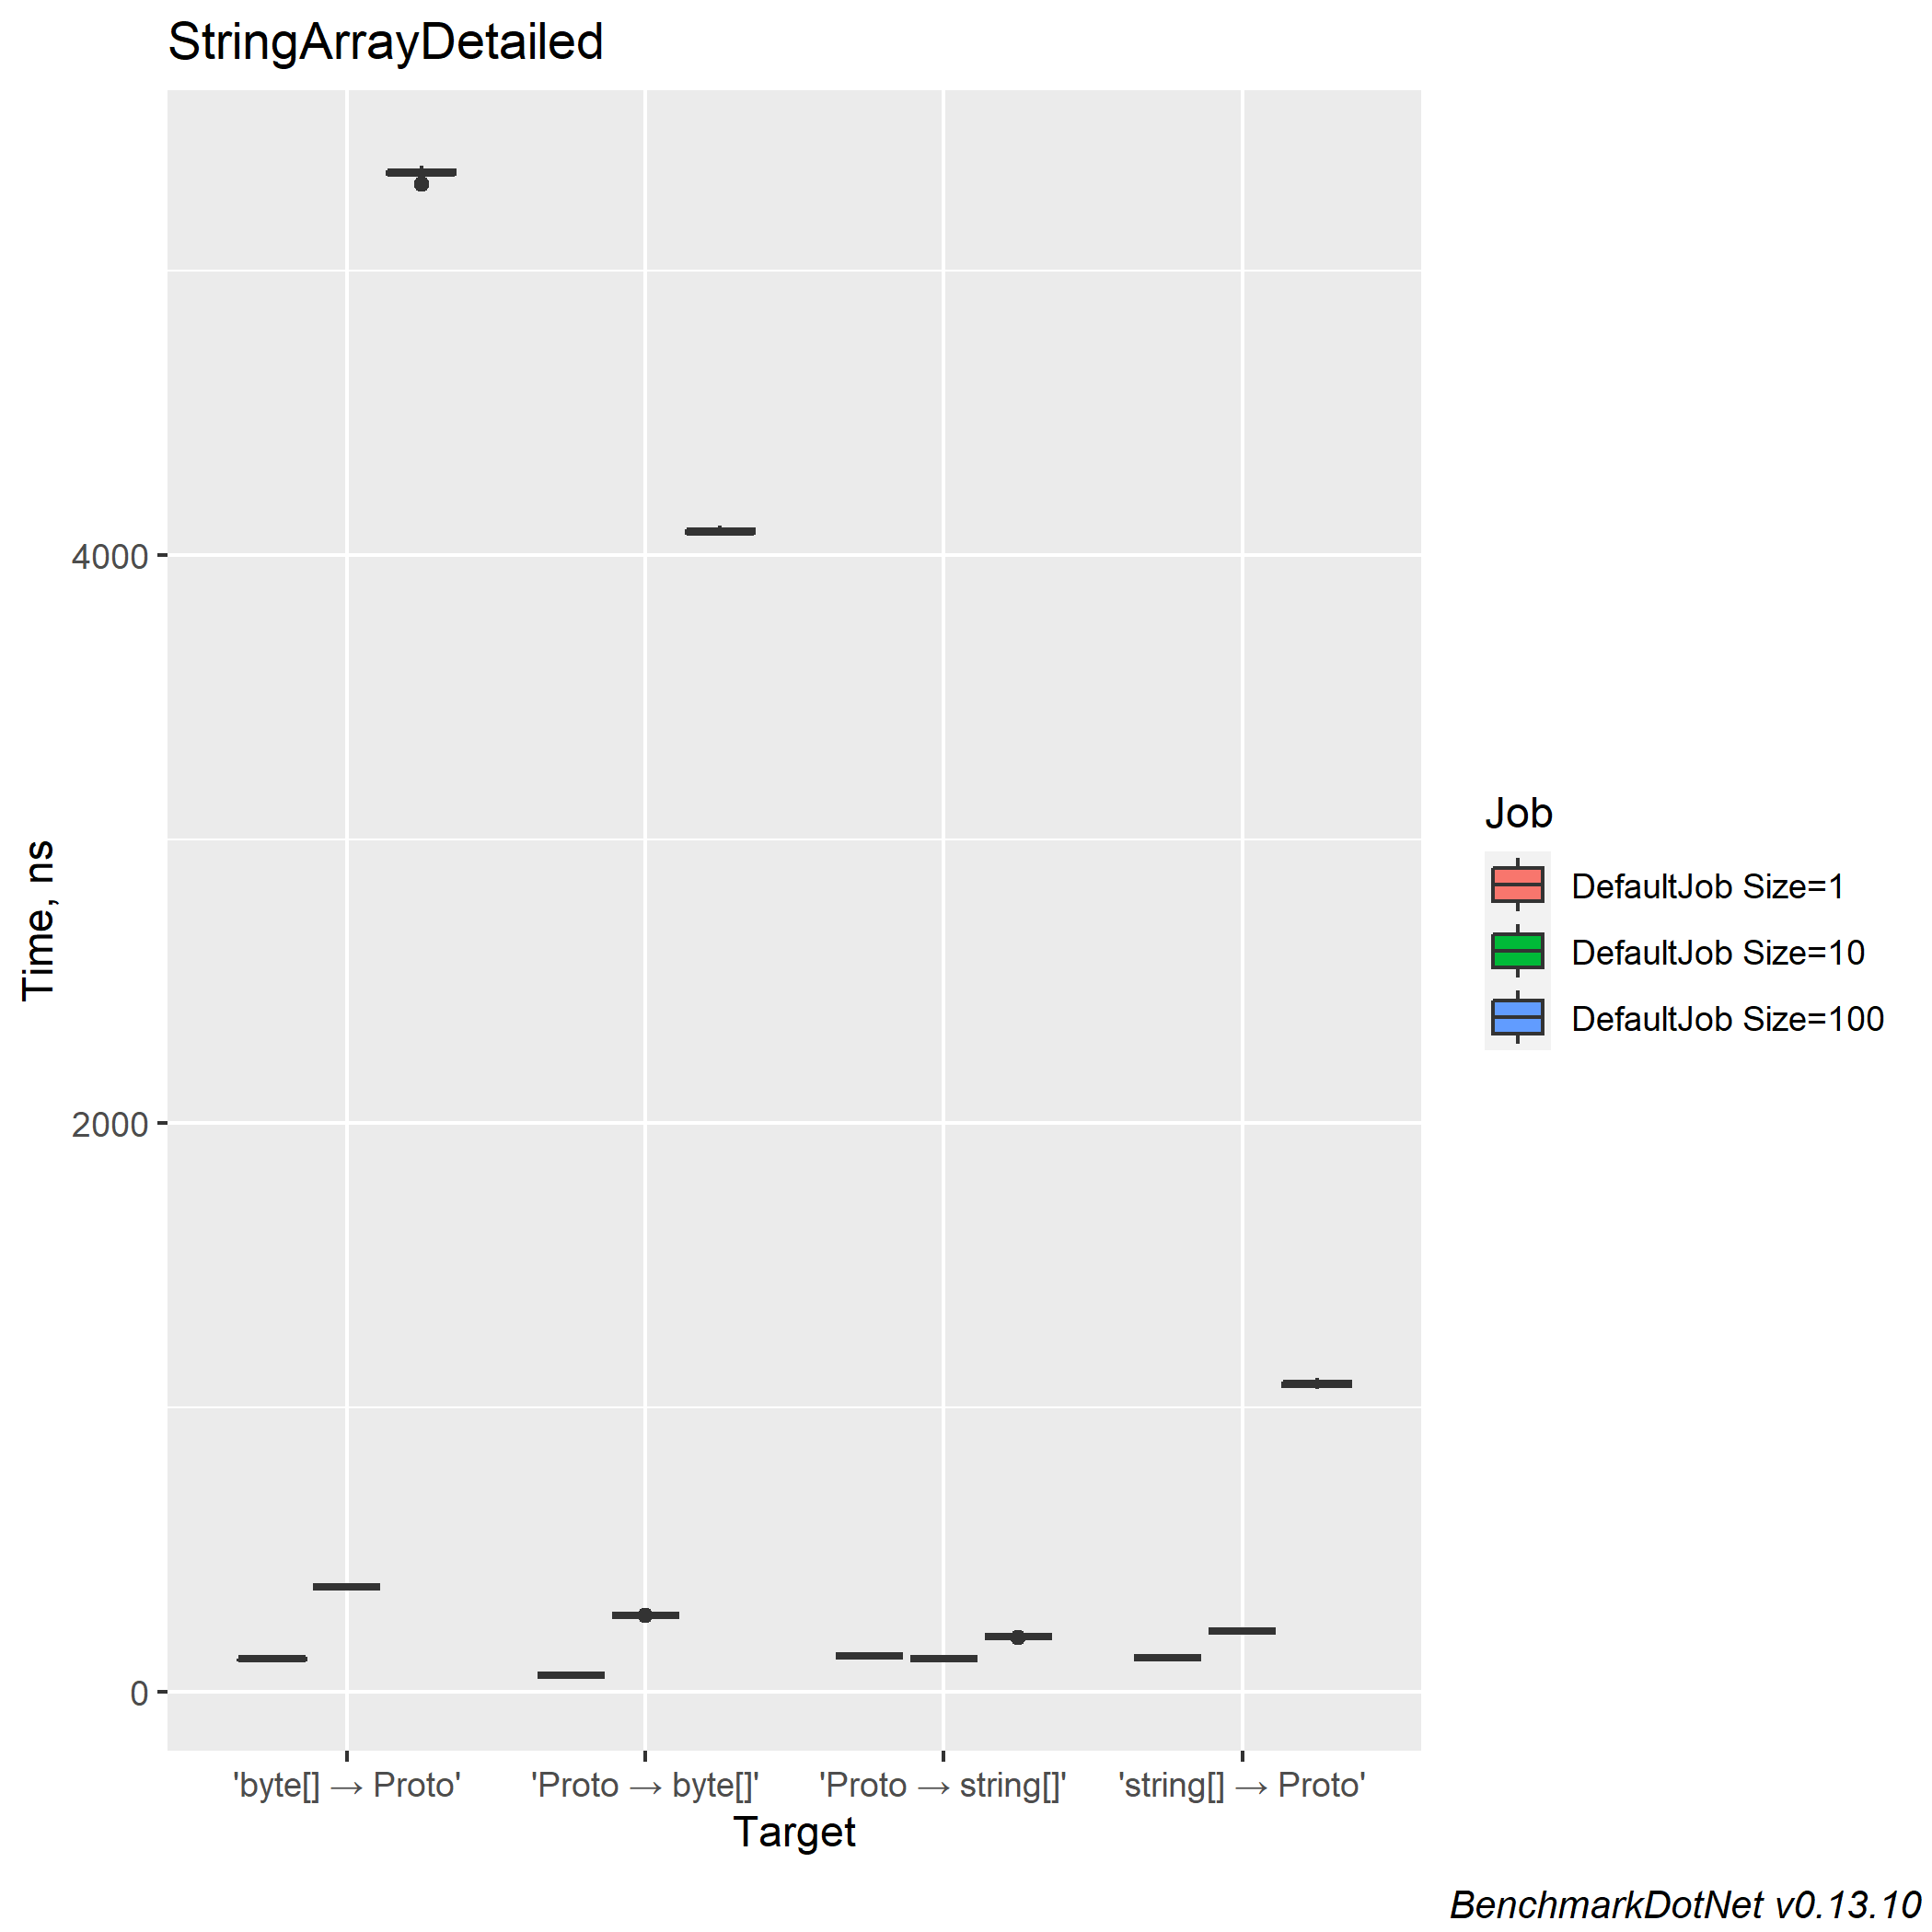 StringArrayDetailed
Time, ns
4000
2000
0
'byte[] → Proto'
'Proto → byte[]'
'Proto → string[]'
'string[] → Proto'
Target
Job
DefaultJob Size=1
DefaultJob Size=10
DefaultJob Size=100
BenchmarkDotNet v0.13.10